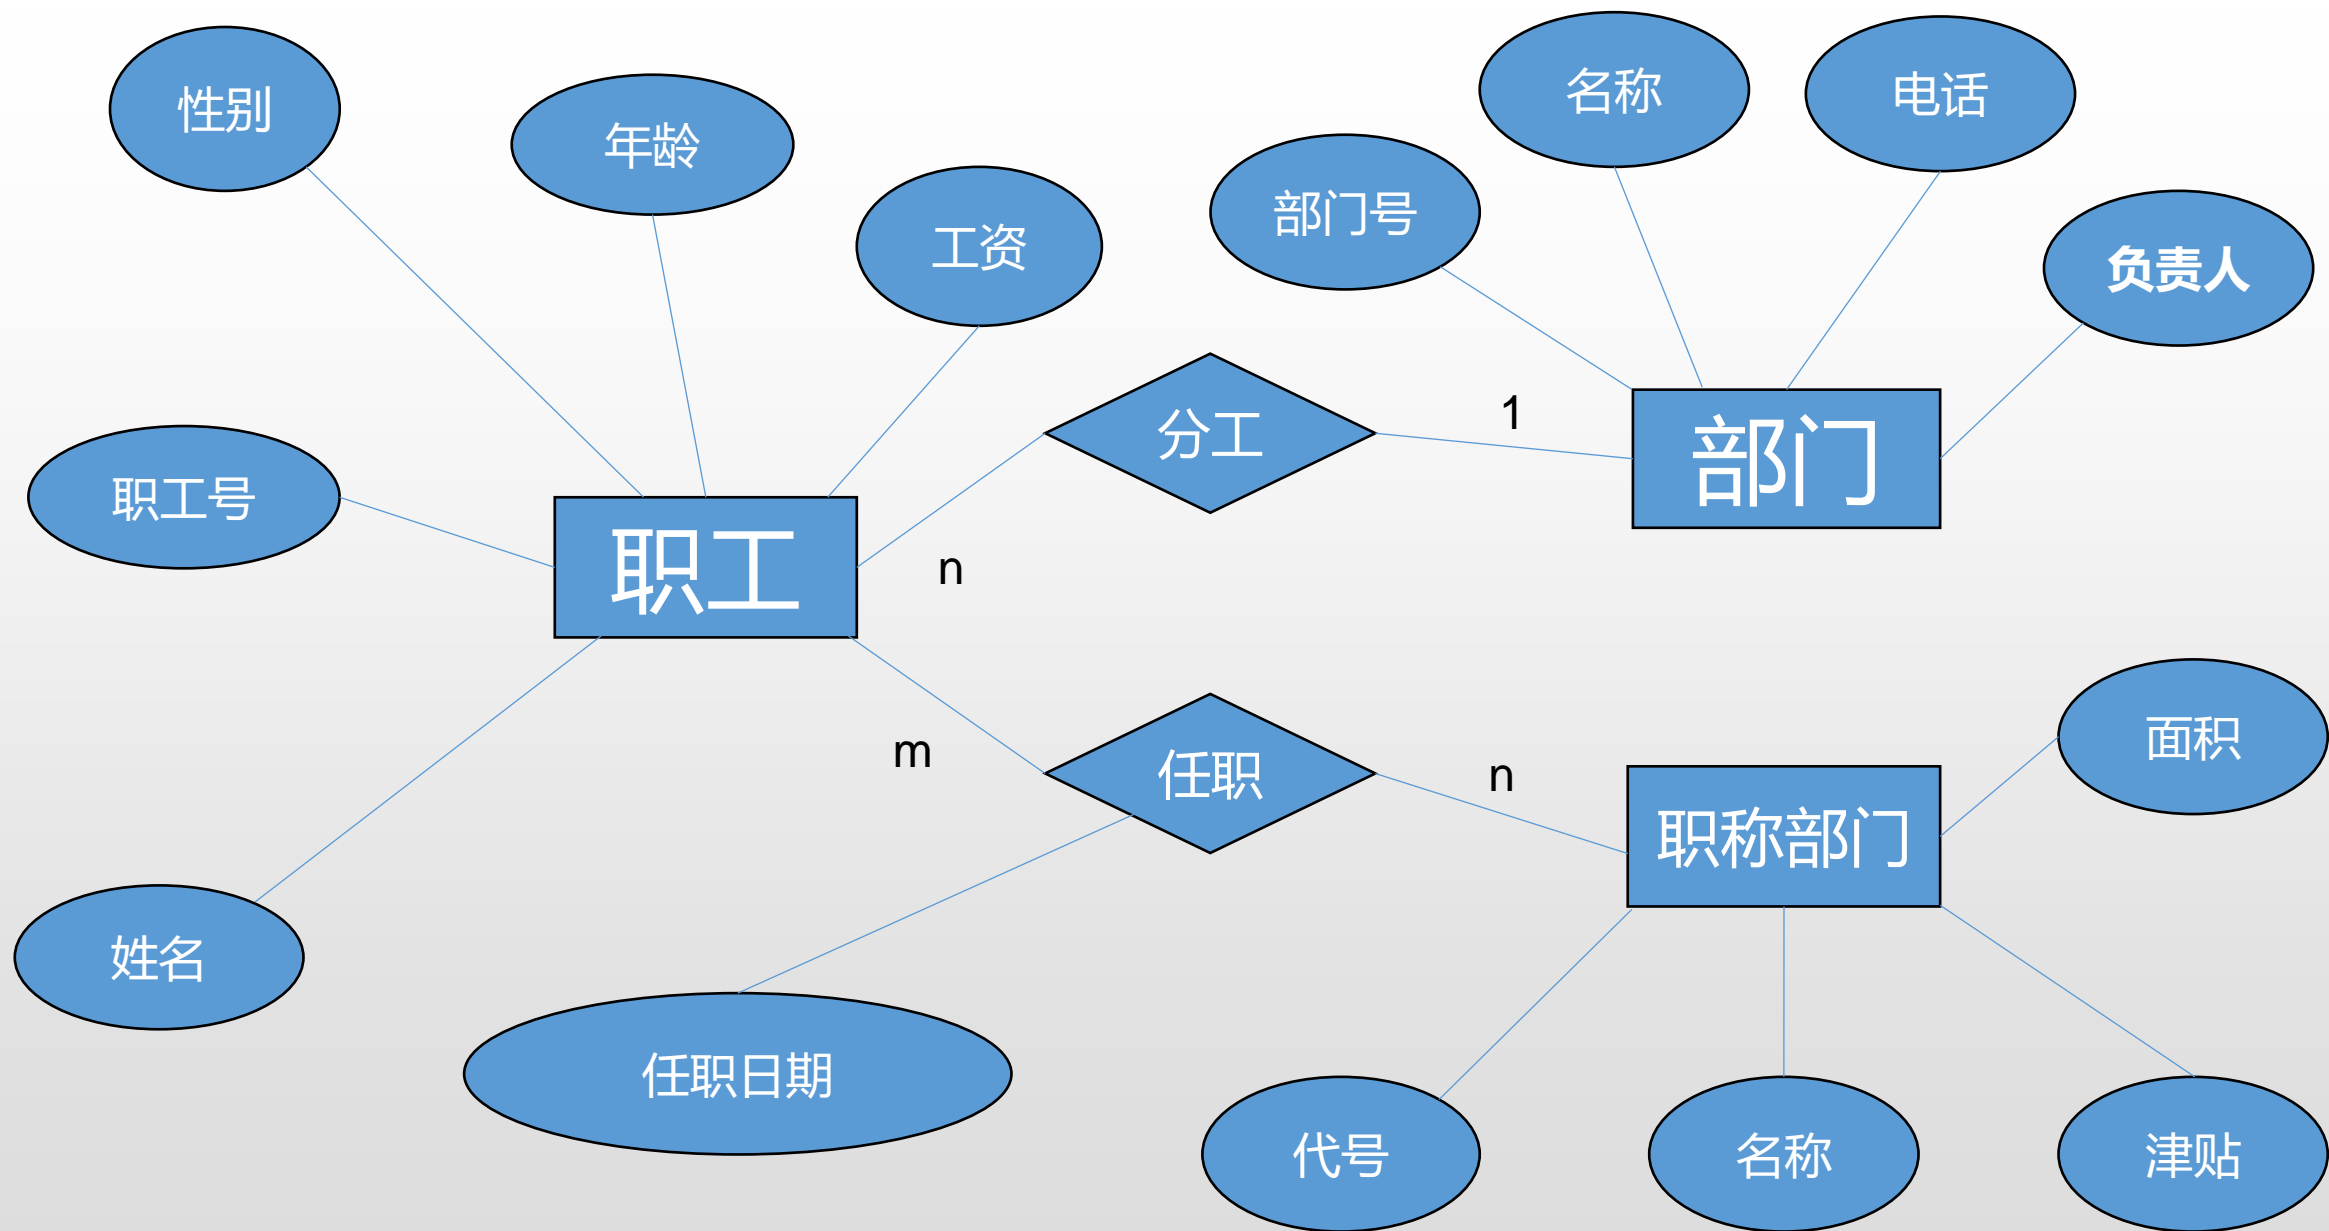 性别
年龄
工资
名称
电话
部门号
负责人
分工
1
部门
职工号
职工
n
面积
m
任职
n
职称部门
姓名
任职日期
代号
名称
津贴